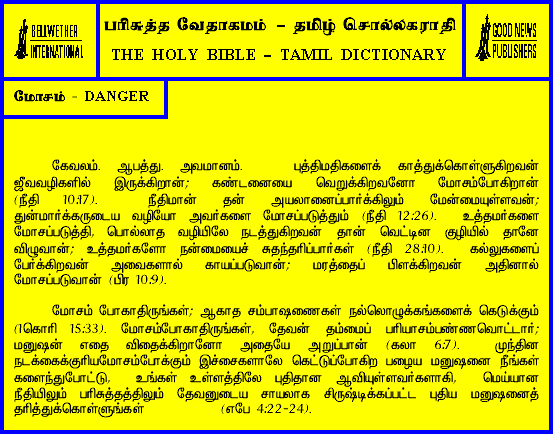 BELLWETHER
INTERNATIONAL
பரிசுத்த வேதாகமம் – தமிழ் சொல்லகராதி
THE HOLY BIBLE – TAMIL DICTIONARY
GOOD NEWS
PUBLISHERS
மோசம் - DANGER
கேவலம். ஆபத்து. அவமானம். புத்திமதிகளைக் காத்துக்கொள்ளுகிறவன்
ஜீவவழிகளில் இருக்கிறான்; கண்டனையை வெறுக்கிறவனோ மோசம்போகிறான்
(நீதி 10:17). நீதிமான் தன் அயலானைப்பார்க்கிலும் மேன்மையுள்ளவன்;
துன்மார்க்கருடைய வழியோ அவர்களை மோசப்படுத்தும் (நீதி 12:26). உத்தமர்களை
மோசப்படுத்தி, பொல்லாத வழியிலே நடத்துகிறவன் தான் வெட்டின குழியில் தானே
விழுவான்; உத்தமர்களோ நன்மையைச் சுதந்தரிப்பார்கள் (நீதி 28:10). கல்லுகளைப்
பேர்க்கிறவன் அவைகளால் காயப்படுவான்; மரத்தைப் பிளக்கிறவன் அதினால்
மோசப்படுவான் (பிர 10:9).
மோசம் போகாதிருங்கள்; ஆகாத சம்பாஷணைகள் நல்லொழுக்கங்களைக் கெடுக்கும்
(1கொரி 15:33). மோசம்போகாதிருங்கள், தேவன் தம்மைப் பரியாசம்பண்ணவொட்டார்;
மனுஷன் எதை விதைக்கிறானோ அதையே அறுப்பான் (கலா 6:7). முந்தின
நடக்கைக்குரியமோசம்போக்கும் இச்சைகளாலே கெட்டுப்போகிற பழைய மனுஷனை நீங்கள்
களைந்துபோட்டு, உங்கள் உள்ளத்திலே புதிதான ஆவியுள்ளவர்களாகி, மெய்யான
நீதியிலும் பரிசுத்தத்திலும் தேவனுடைய சாயலாக சிருஷ்டிக்கப்பட்ட புதிய மனுஷனைத்
தரித்துக்கொள்ளுங்கள் (எபே 4:22-24).